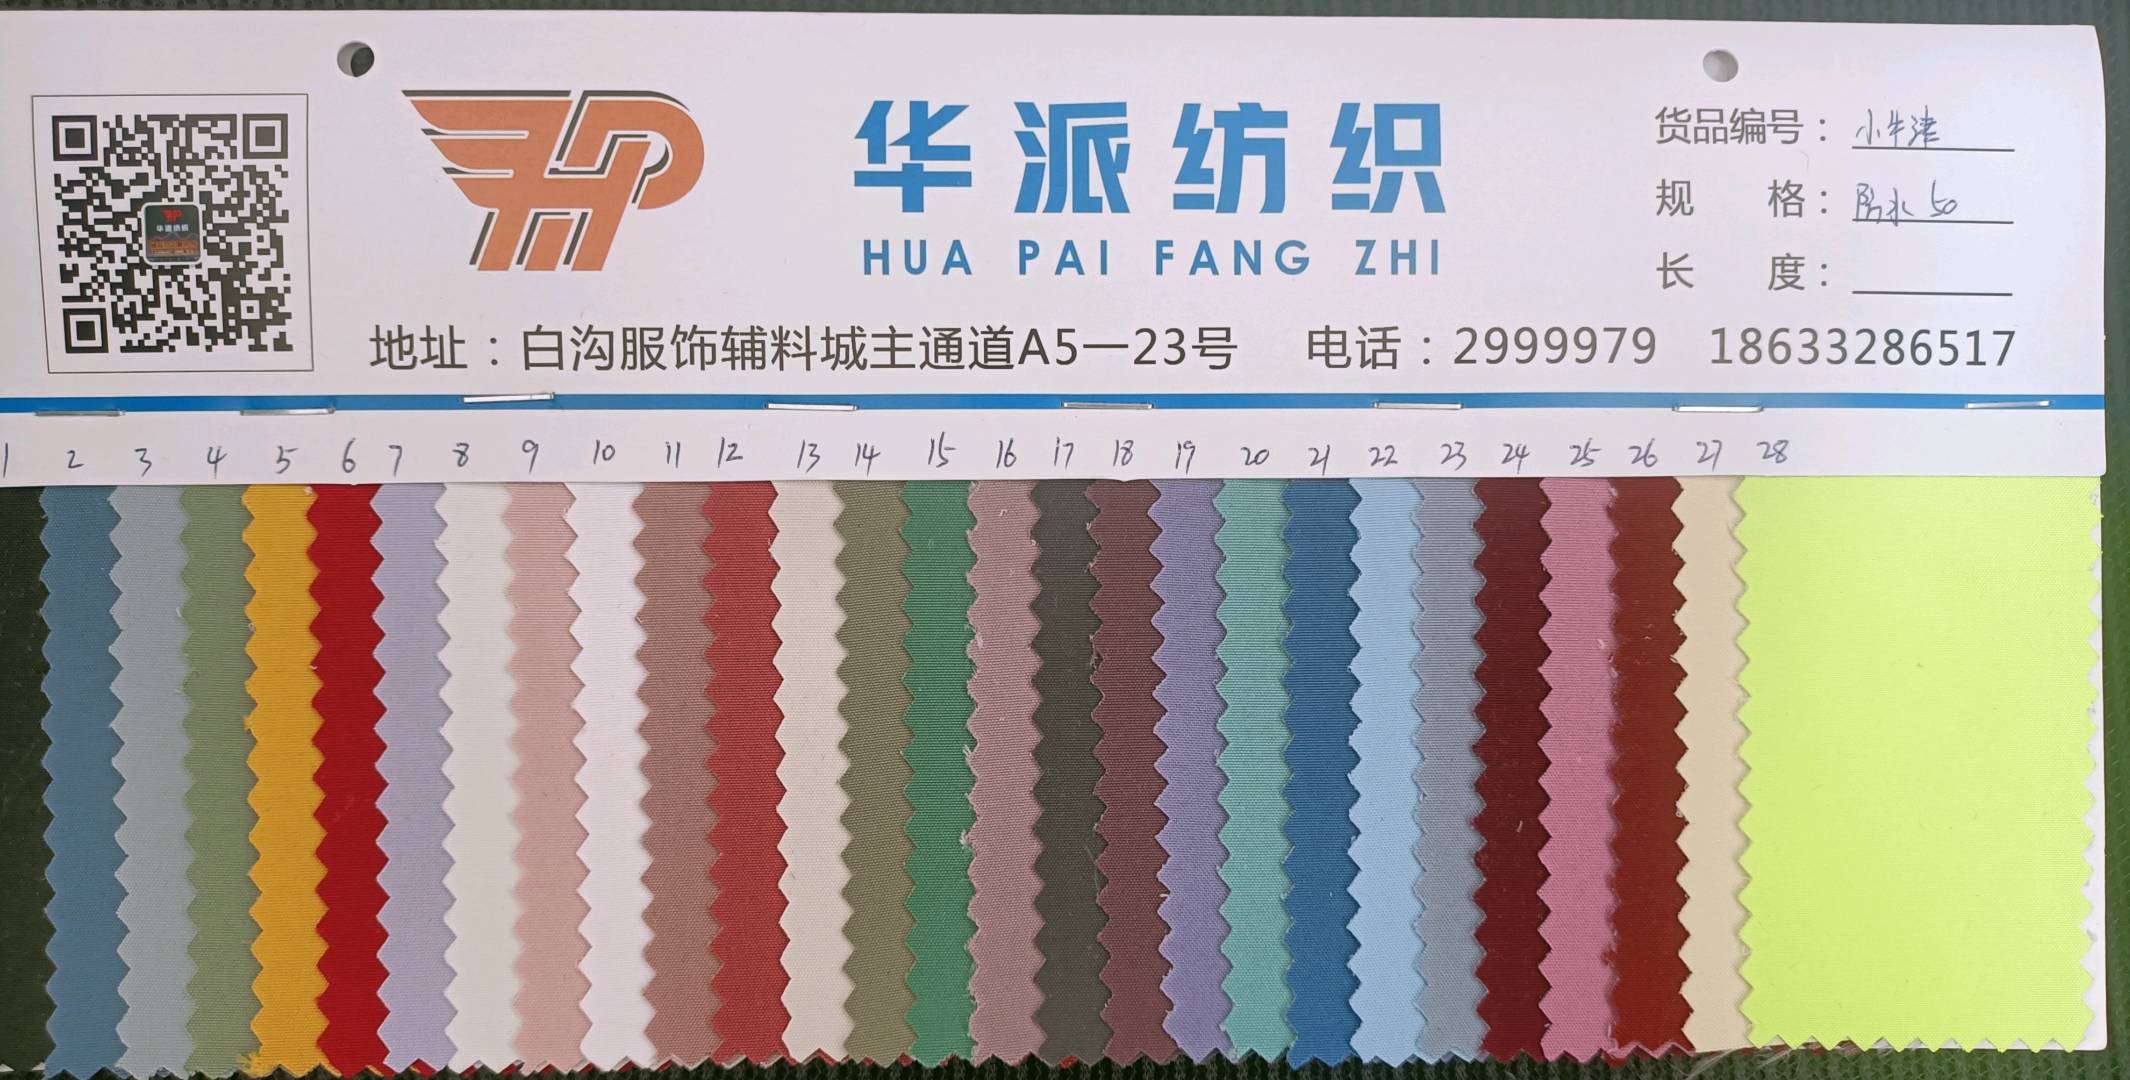 HP
华派纺织
HUA PAI FANG ZHI
货品编号：小牛津
规 格：防水 50
长 度：
地址：白沟服饰辅料城主通道A5—23号 电话：2999979 18633286517
1 2 3 4 5 6 7 8 9 10 11 12 13 14 15 16 17 18 19 20 21 22 23 24 25 26 27 28